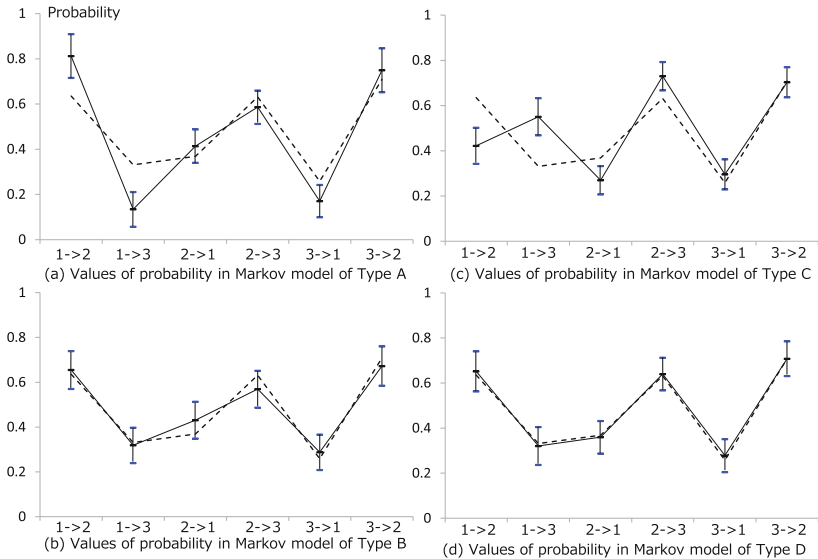 Probability
1
0.8
0.6
0.4
0.2
0
1->2 1->3 2->1 2->3 3->1 3->2
(a) Values of probability in Markov model of Type A
1
0.8
0.6
0.4
0.2
0
1->2 1->3 2->1 2->3 3->1 3->2
(c) Values of probability in Markov model of Type C
1
0.8
0.6
0.4
0.2
0
1->2 1->3 2->1 2->3 3->1 3->2
(b) Values of probability in Markov model of Type B
1
0.8
0.6
0.4
0.2
0
1->2 1->3 2->1 2->3 3->1 3->2
(d) Values of probability in Markov model of Type D